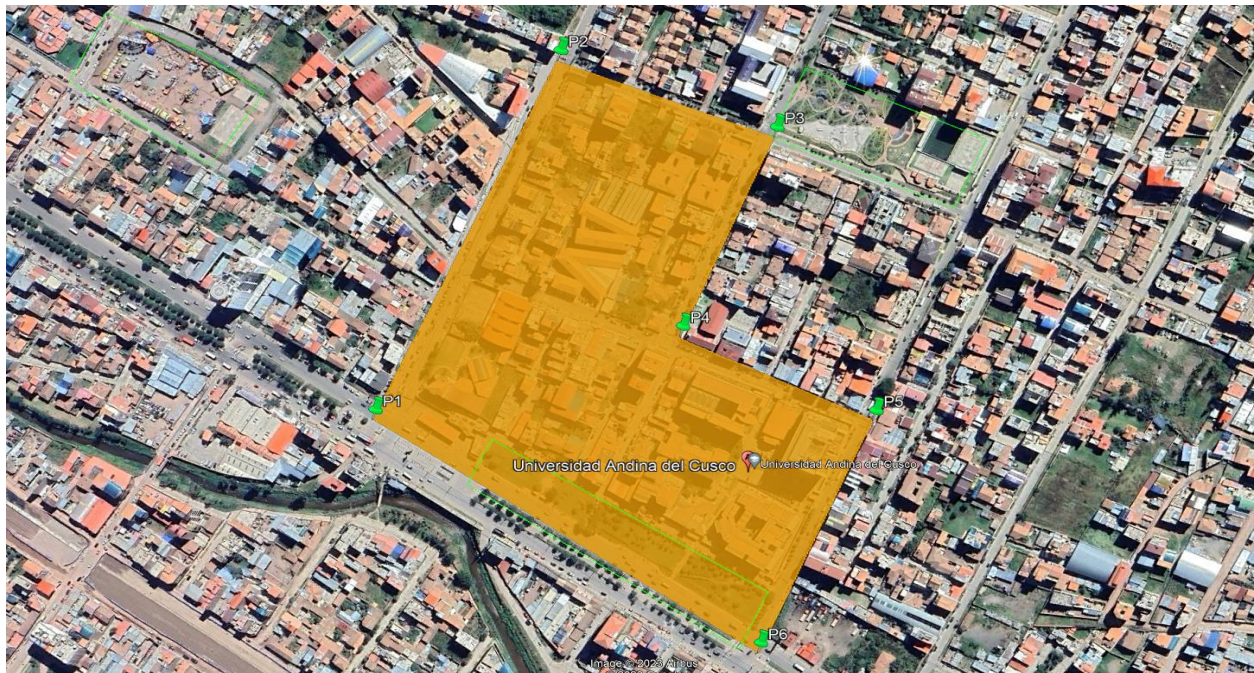 P2
P3
P4
P1
P5
Universidad Andina del Cusco
Universidad Andina del Cusco
P6
Image © 2023 Airbus